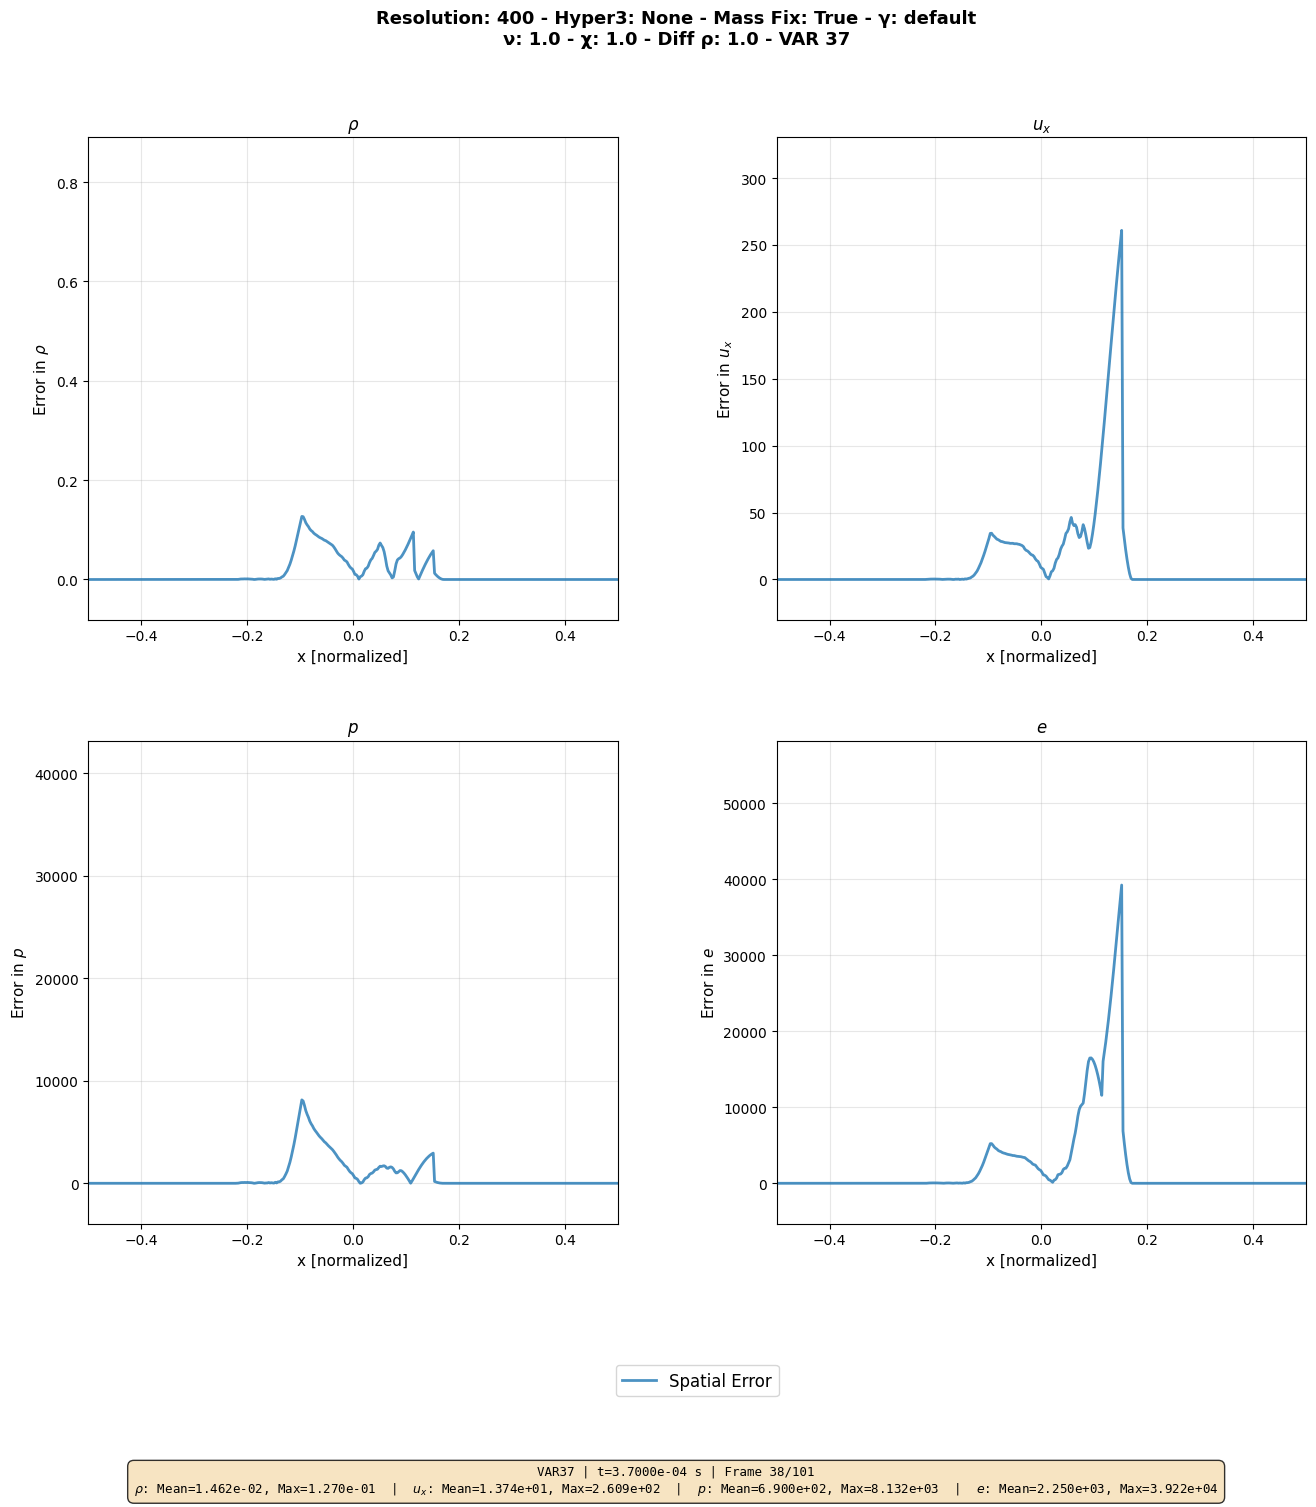 Resolution: 400 - Hyper3: None - Mass Fix: True - γ: default
ν: 1.0 - χ: 1.0 - Diff ρ: 1.0 - VAR 37
ρ
Error in ρ
0.8
0.6
0.4
0.2
0.0
−0.4 −0.2 0.0 0.2 0.4
x [normalized]
u_x
Error in u_x
300
250
200
150
100
50
0
−0.4 −0.2 0.0 0.2 0.4
x [normalized]
p
Error in p
40000
30000
20000
10000
0
−0.4 −0.2 0.0 0.2 0.4
x [normalized]
e
Error in e
50000
40000
30000
20000
10000
0
−0.4 −0.2 0.0 0.2 0.4
x [normalized]
Spatial Error
VAR37 | t=3.7000e-04 s | Frame 38/101
ρ: Mean=1.462e-02, Max=1.270e-01 | u_x: Mean=1.374e+01, Max=2.609e+02 | p: Mean=6.900e+02, Max=8.132e+03 | e: Mean=2.250e+03, Max=3.922e+04